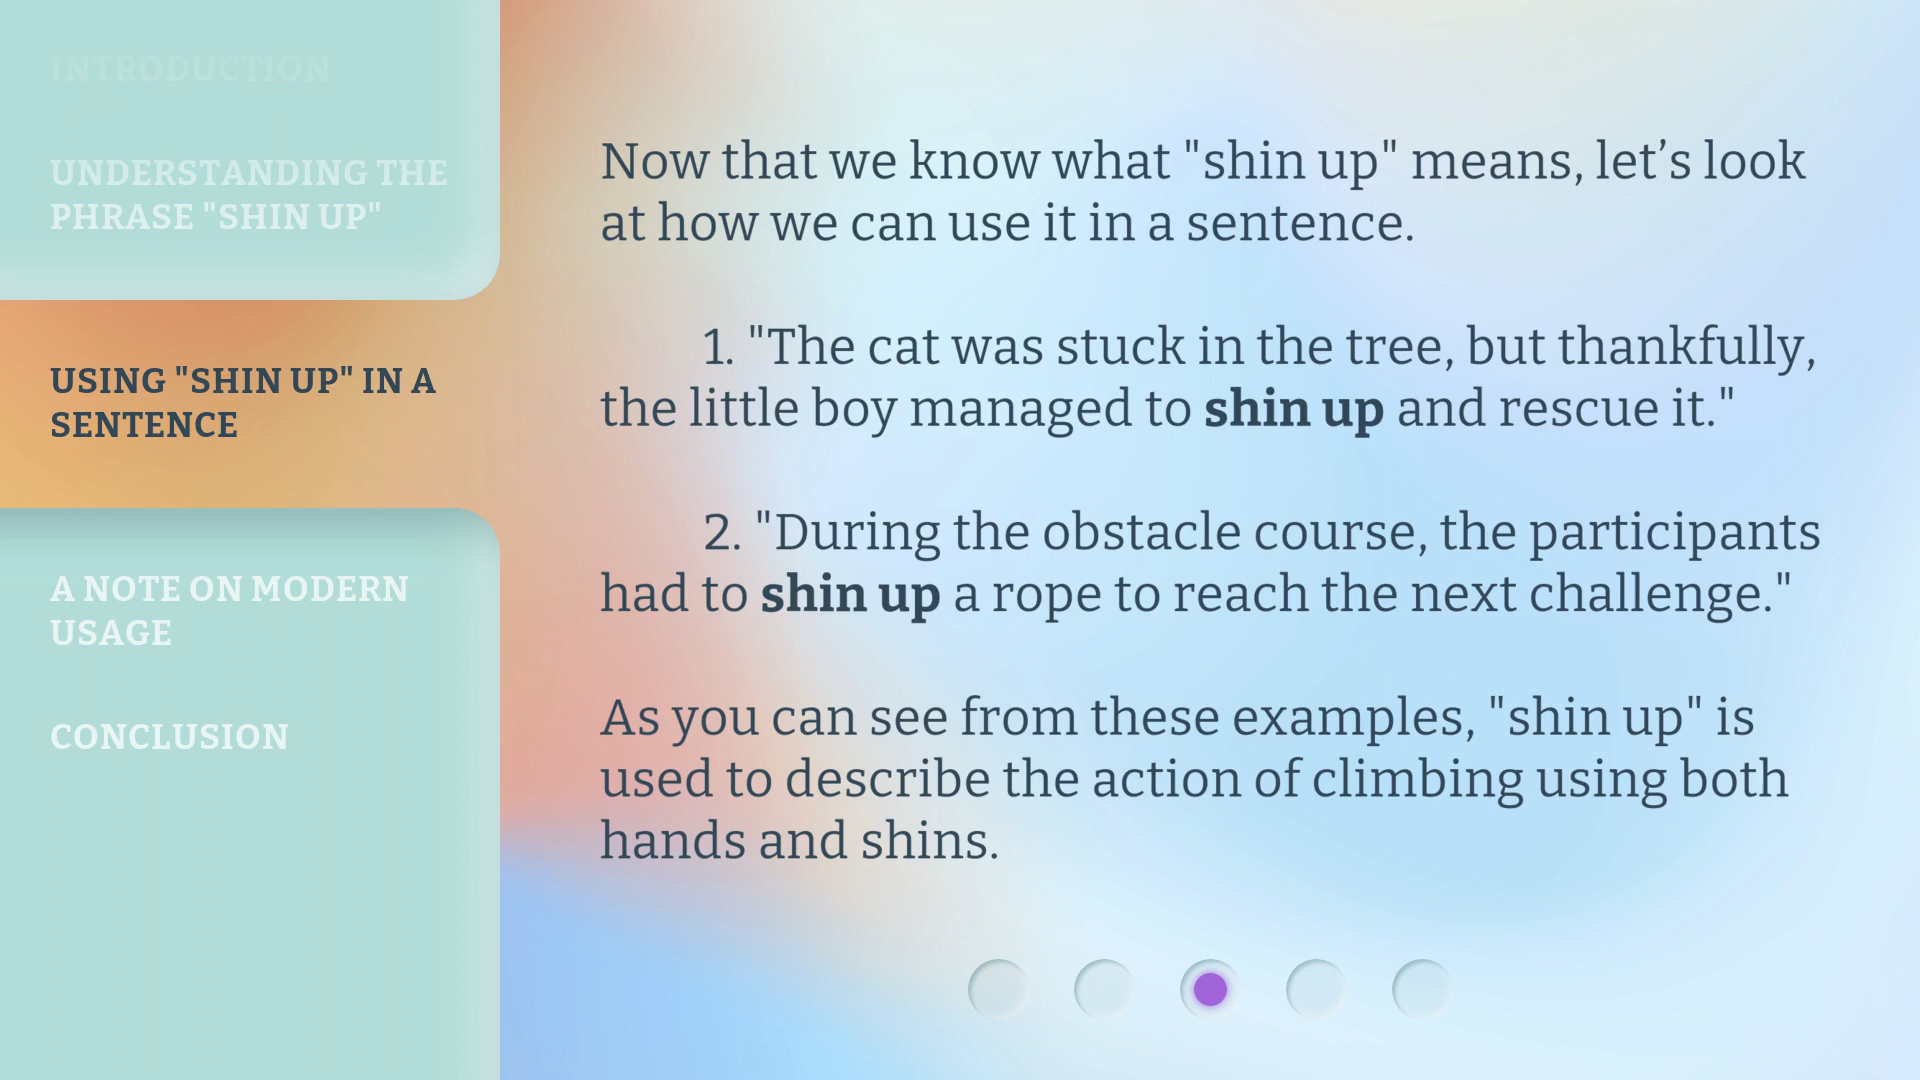 INTRODUCTION
UNDERSTANDING THE
PHRASE "SHIN UP"
USING "SHIN UP" IN A
SENTENCE
A NOTE ON MODERN
USAGE
CONCLUSION
Now that we know what "shin up" means, let’s look
at how we can use it in a sentence.
1. "The cat was stuck in the tree, but thankfully,
the little boy managed to shin up and rescue it."
2. "During the obstacle course, the participants
had to shin up a rope to reach the next challenge."
As you can see from these examples, "shin up" is
used to describe the action of climbing using both
hands and shins.